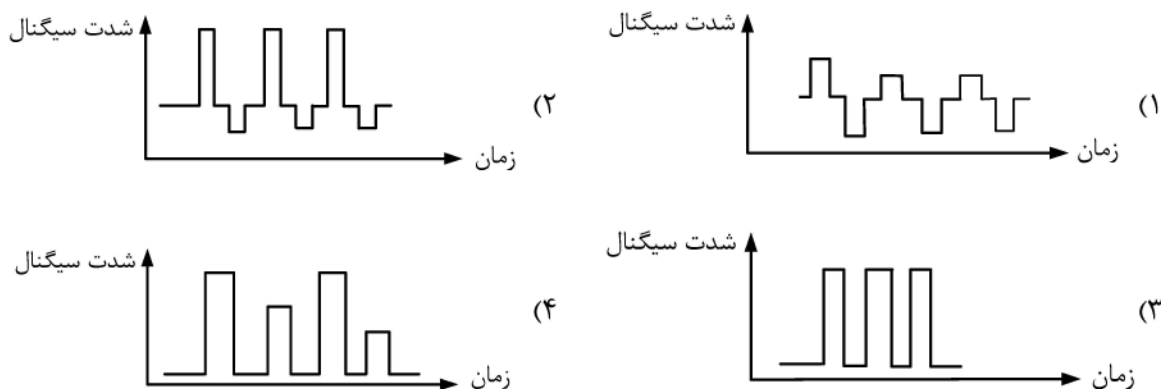 شدت سیگنال
زمان
۱)
شدت سیگنال
زمان
۲)
شدت سیگنال
زمان
۳)
شدت سیگنال
زمان
۴)